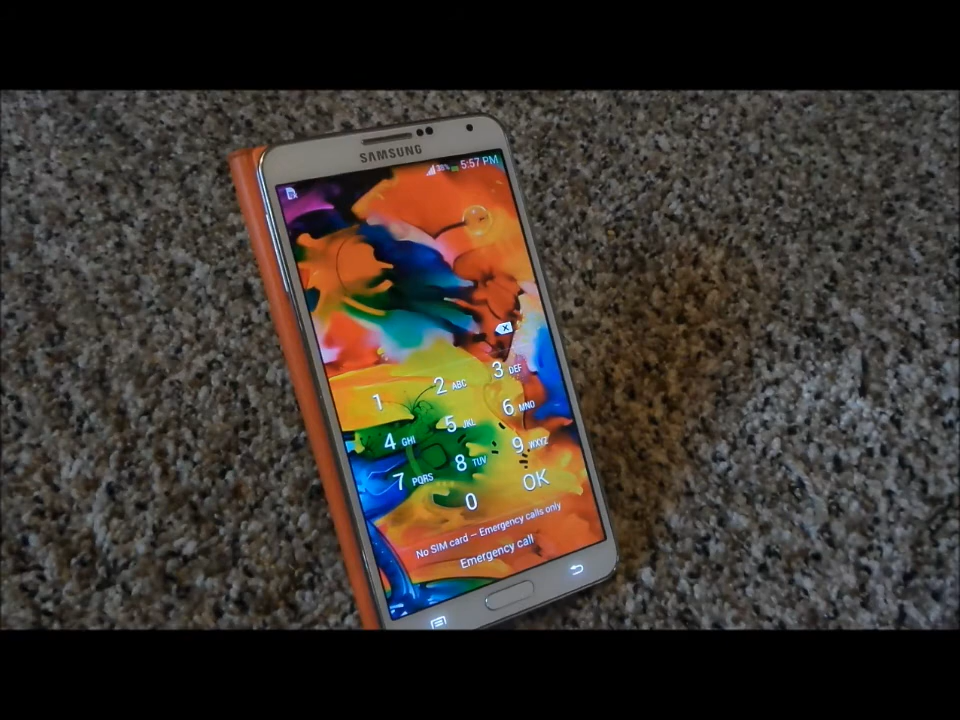 SAMSUNG
5:57 PM
1 2 ABC 3 DEF
4 GHI 5 JKL 6 MNO
7 PQRS 8 TUV 9 WXYZ
0 OK
No SIM card — Emergency calls only
Emergency call